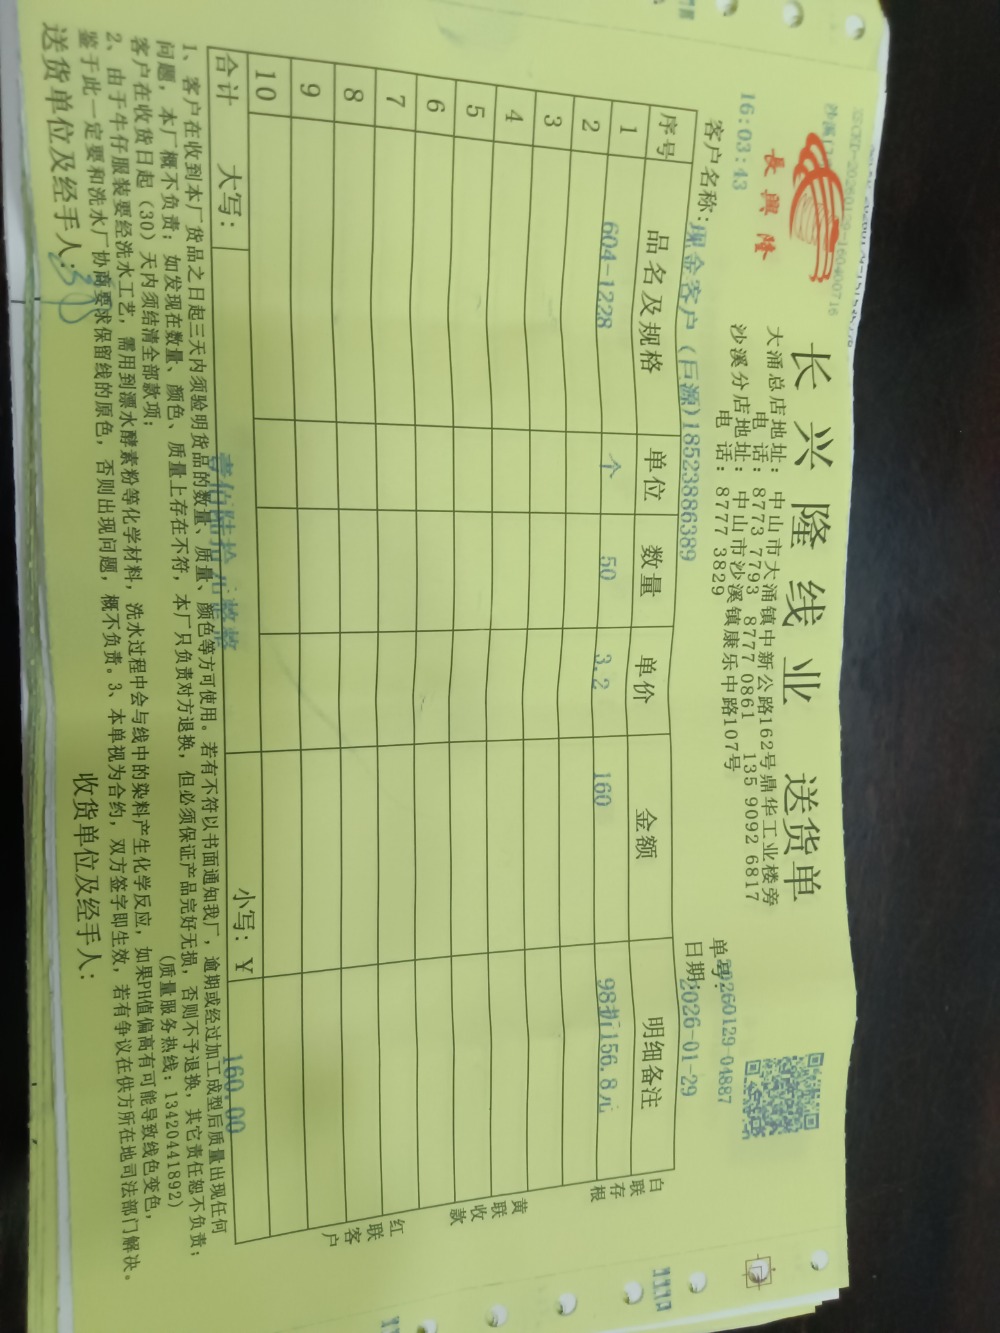 長興隆
16:03:43
长兴隆线业 送货单
大涌总店地址：中山市大涌镇中新公路162号鼎华工业楼旁
电 话：8773 7793 8777 0861 135 9092 6817
沙溪分店地址：中山市沙溪镇康乐中路107号
电 话：8777 3829
单号：20260129-04887
客户名称：现金客户（巨源)18523886389
日期：2026-01-29
序号 品名及规格 单位 数量 单价 金额 明细备注
1 604-1228 个 50 3.2 160 98折156.8元
2
3
4
5
6
7
8
9
10
合计 大写： 壹佰陆拾元整 小写：¥ 160.00
白联存根
黄联收款
红联客户
1、客户在收到本厂货品之日起三天内须验明货品的数量、质量、颜色等方可使用。若有不符以书面通知我厂，逾期或经过加工成型后质量出现任何
问题，本厂概不负责；如发现在数量、颜色、质量上存在不符，本厂只负责对方退换，但必须保证产品完好无损，否则不予退换，其它责任恕不负责；
客户在收货日起（30）天内须结清全部款项； （质量服务热线：13420441892）
2、由于牛仔服装要经洗水工艺，需用到漂水酵素粉等化学材料，洗水过程中会与线中的染料产生化学反应，如果PH值偏高有可能导致线色变色，
鉴于此一定要和洗水厂协商要求保留线的原色，否则出现问题，概不负责。3、本单视为合约，双方签字即生效，若有争议在供方所在地司法部门解决。
送货单位及经手人： 收货单位及经手人：